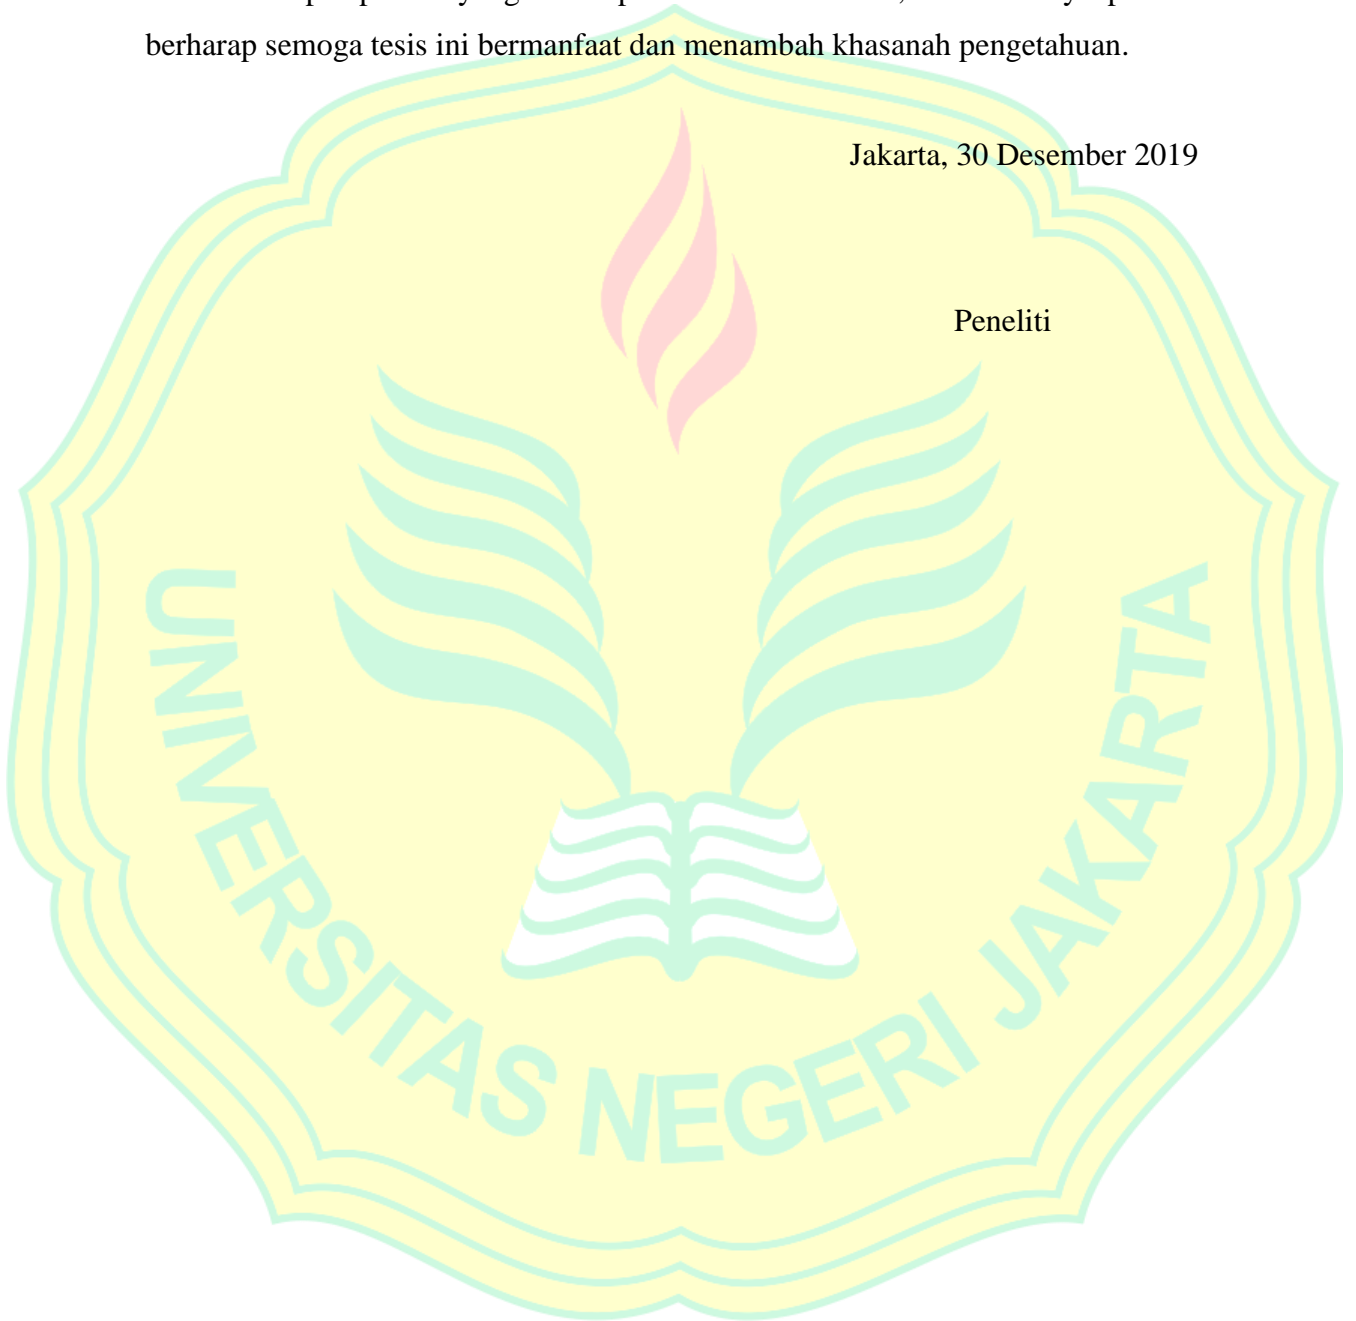 berharap semoga tesis ini bermanfaat dan menambah khasanah pengetahuan.
Jakarta, 30 Desember 2019
Peneliti
UNIVERSITAS NEGERI JAKARTA